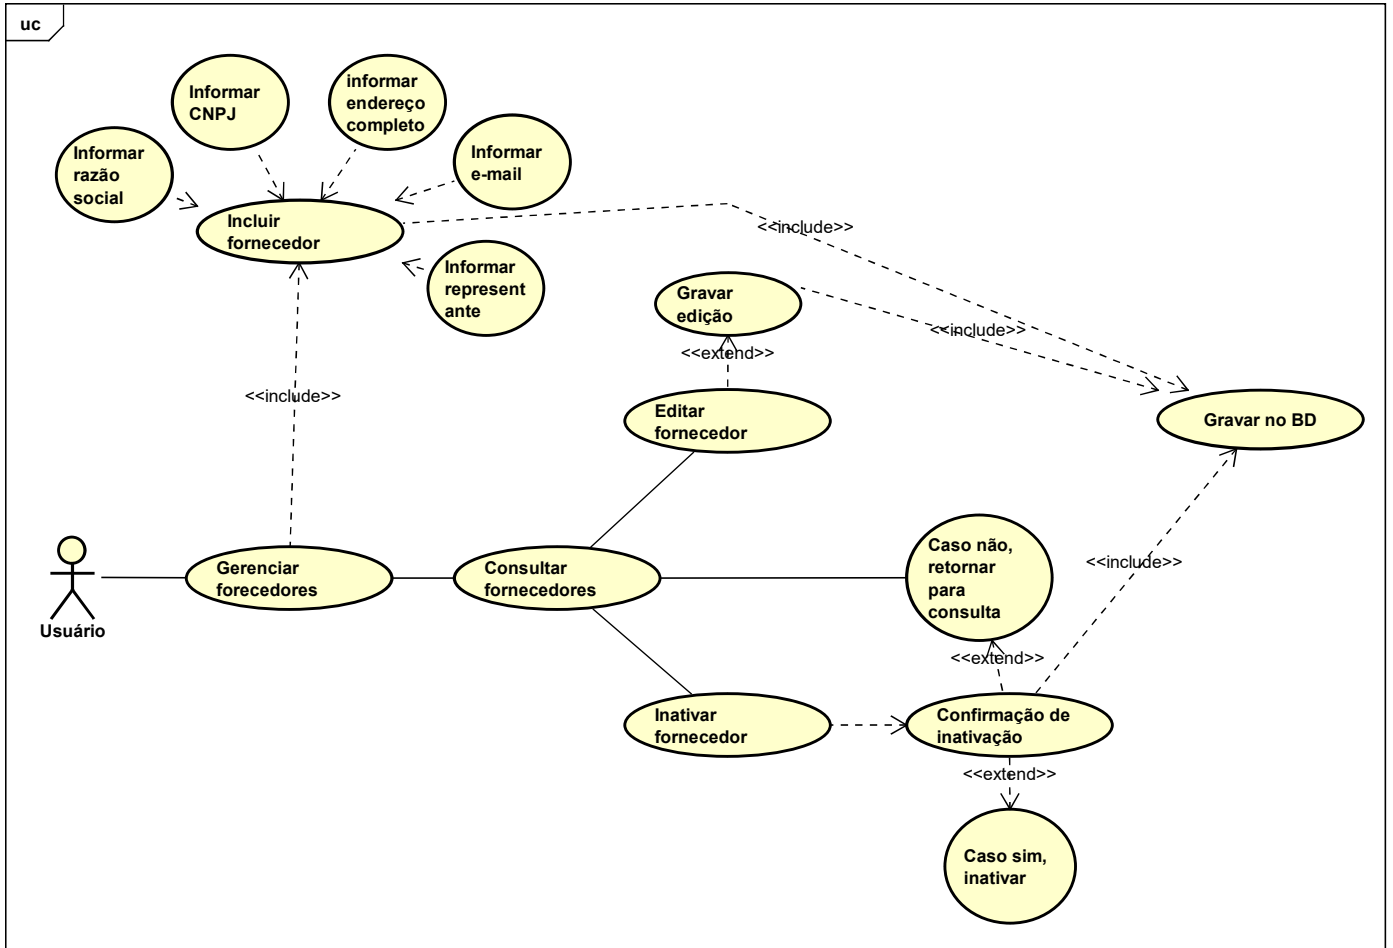 uc
Informar
CNPJ
informar
endereço
completo
Informar
razão
social
Informar
e-mail
Incluir
fornecedor
<<include>>
Informar
represent
ante
Gravar
edição
<<include>>
<<extend>>
<<include>>
Editar
fornecedor
Gravar no BD
Caso não,
retornar
para
consulta
<<include>>
Gerenciar
forecedores
Consultar
fornecedores
Usuário
<<extend>>
Inativar
fornecedor
Confirmação de
inativação
<<extend>>
Caso sim,
inativar